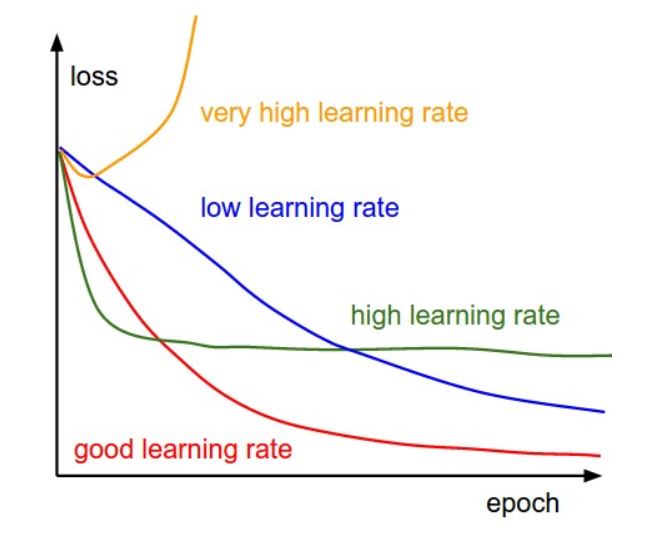 loss
very high learning rate
low learning rate
high learning rate
good learning rate
epoch